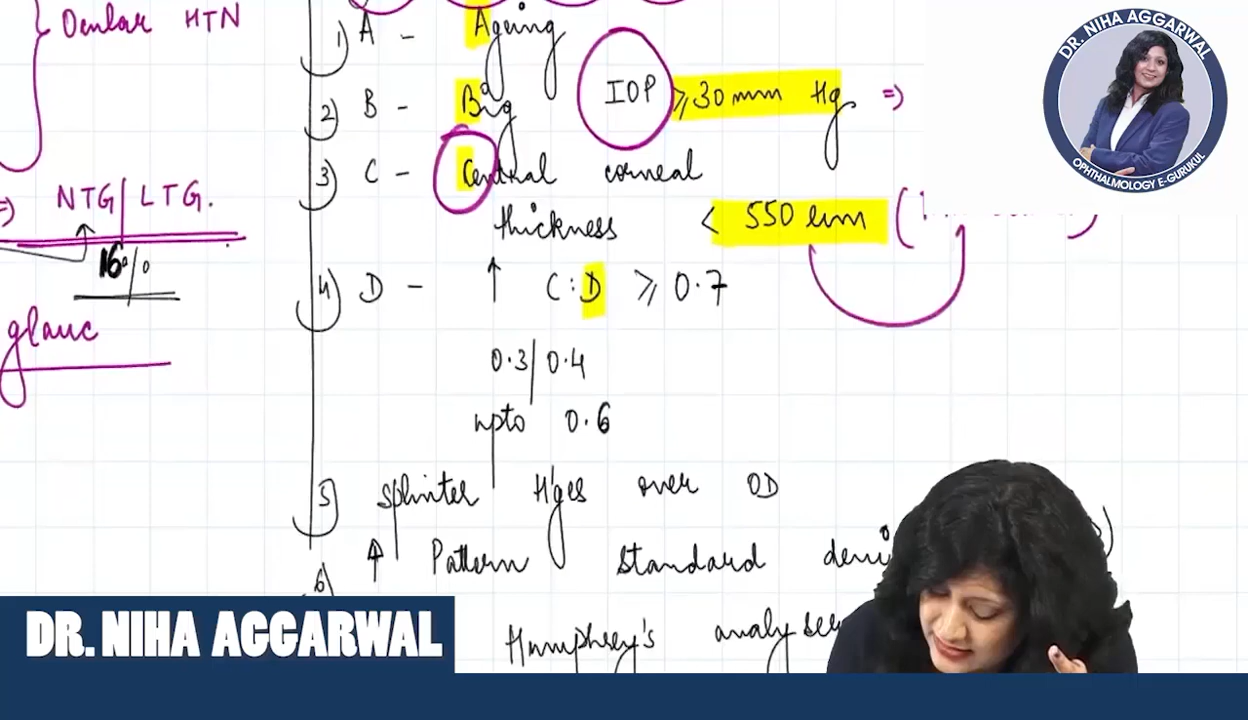 Ocular HTN
=) NTG/LTG.
16%
glauc
1) A - Ageing
2) B - Big IOP ≥ 30 mm Hg =)
3) C - Central corneal
thickness < 550 um (
4) D - ↑ C:D ≥ 0.7
0.3/0.4
upto 0.6
5) Splinter H'ges over OD
6) ↑ Pattern standard devi
Humphrey's analyser
DR. NIHA AGGARWAL
OPHTHALMOLOGY E-GURUKUL
DR. NIHA AGGARWAL